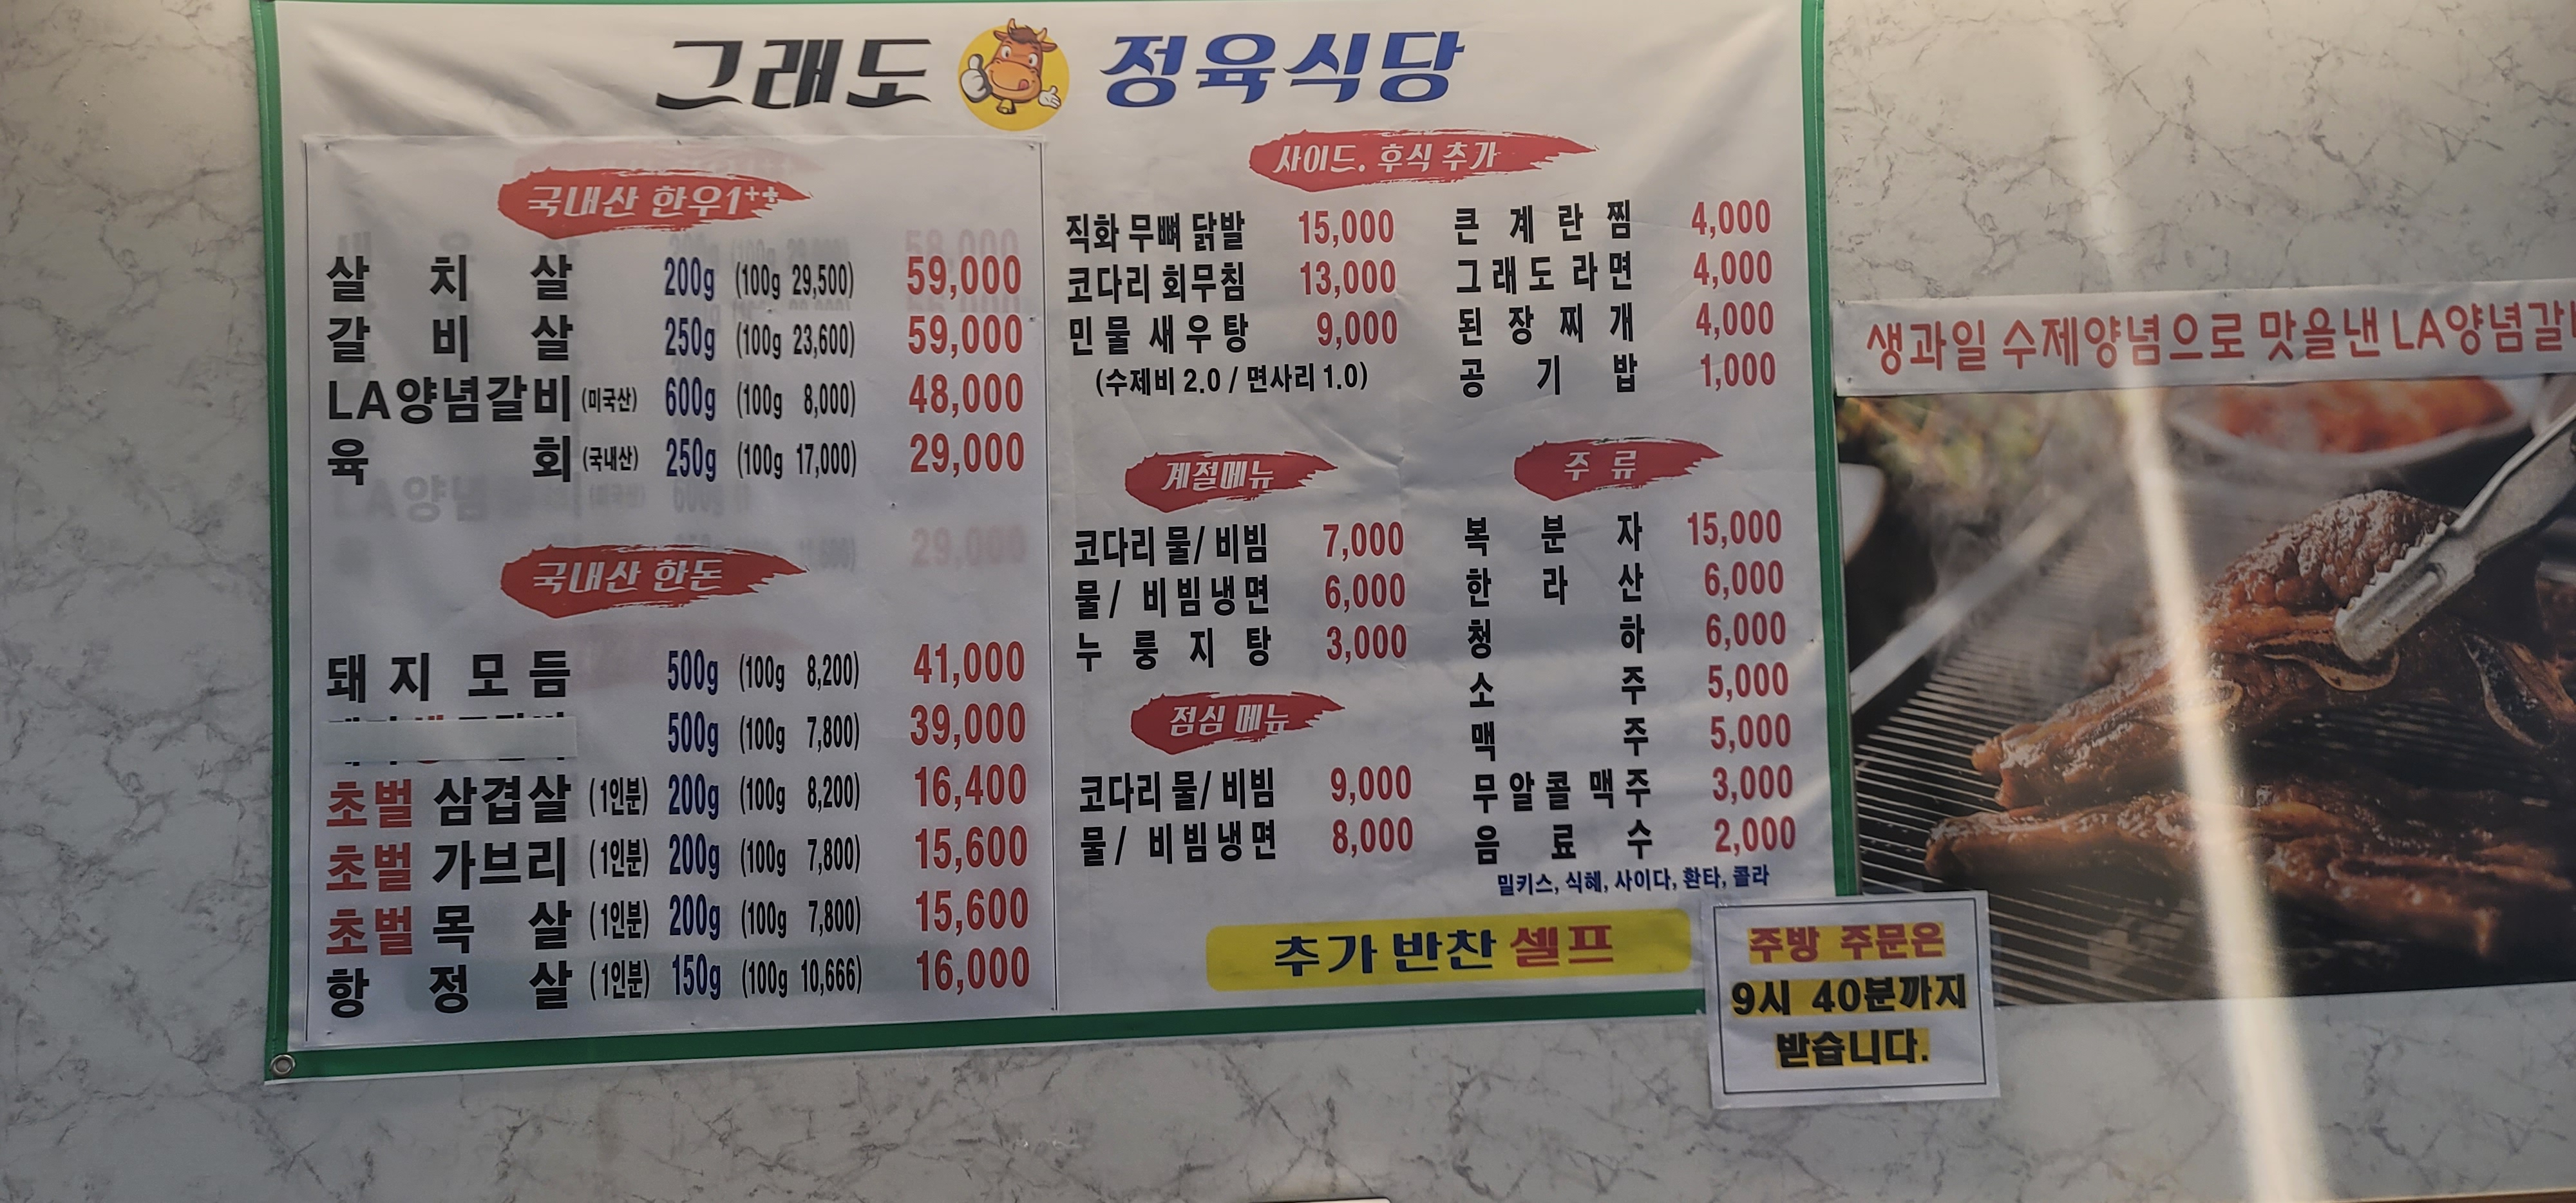 그래도 정육식당
국내산 한우1++
살치살 200g (100g 29,500) 59,000
갈비살 250g (100g 23,600) 59,000
LA양념갈비 (미국산) 600g (100g 8,000) 48,000
육회 (국내산) 250g (100g 17,000) 29,000
국내산 한돈
돼지모듬 500g (100g 8,200) 41,000
500g (100g 7,800) 39,000
초벌 삼겹살 (1인분) 200g (100g 8,200) 16,400
초벌 가브리 (1인분) 200g (100g 7,800) 15,600
초벌 목살 (1인분) 200g (100g 7,800) 15,600
항정살 (1인분) 150g (100g 10,666) 16,000
사이드. 후식 추가
직화 무뼈 닭발 15,000
코다리 회무침 13,000
민물새우탕 9,000
(수제비 2.0 / 면사리 1.0)
큰계란찜 4,000
그래도라면 4,000
된장찌개 4,000
공기밥 1,000
계절메뉴
코다리 물/ 비빔 7,000
물/ 비빔냉면 6,000
누룽지탕 3,000
점심 메뉴
코다리 물/ 비빔 9,000
물/ 비빔냉면 8,000
주류
복분자 15,000
한라산 6,000
청하 6,000
소주 5,000
맥주 5,000
무알콜맥주 3,000
음료수 2,000
밀키스, 식혜, 사이다, 환타, 콜라
추가 반찬 셀프
주방 주문은
9시 40분까지
받습니다.
생과일 수제양념으로 맛을낸 LA양념갈